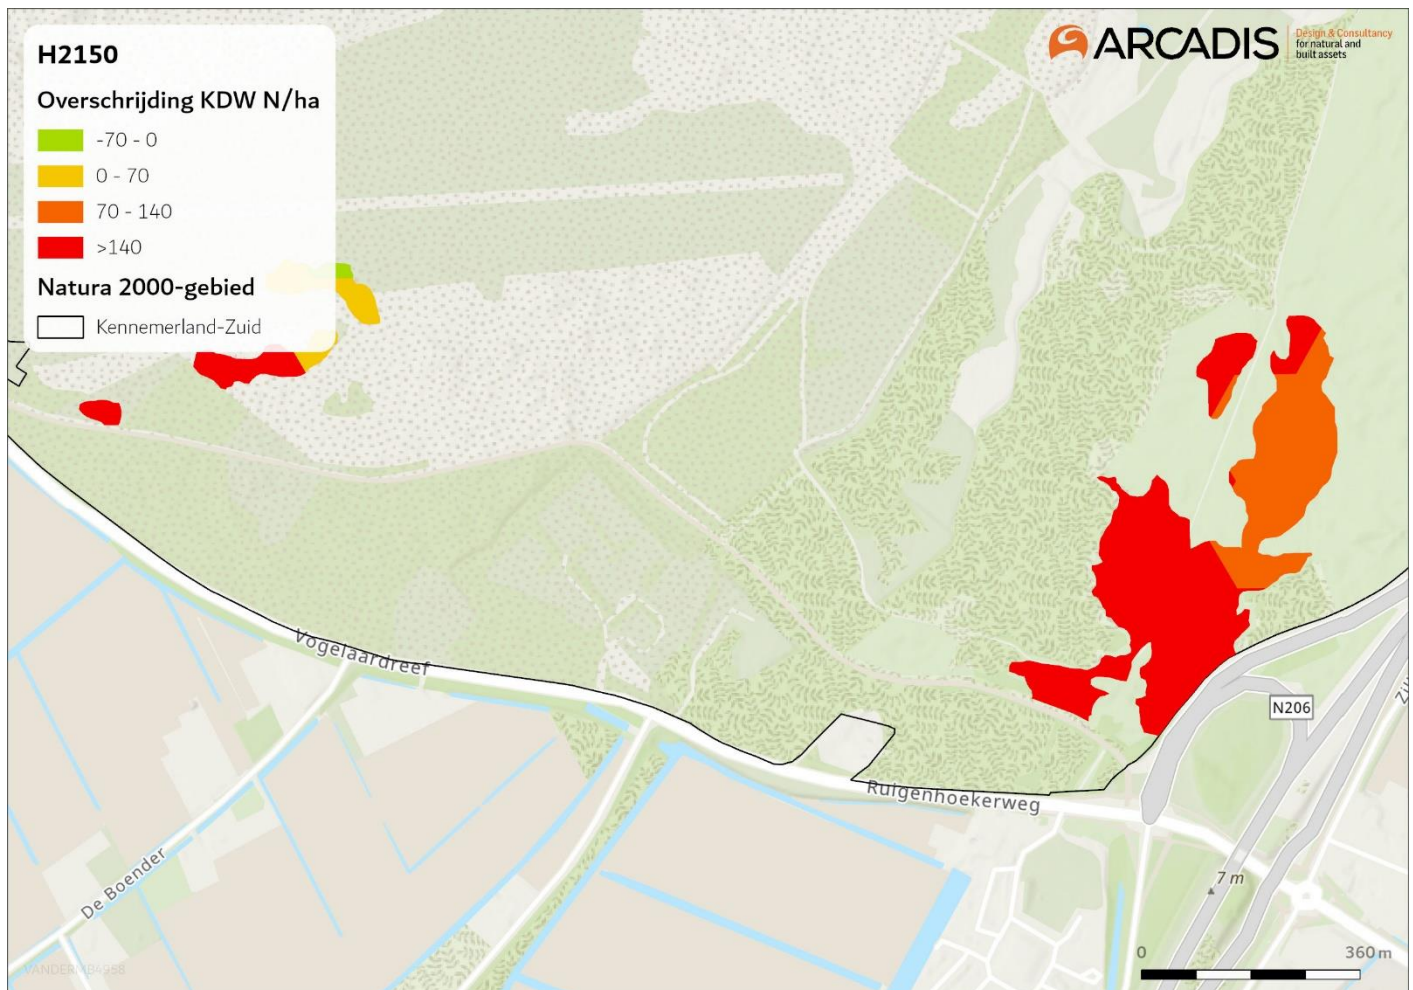 H2150
Overschrijding KDW N/ha
-70 - 0
0 - 70
70 - 140
>140
Natura 2000-gebied
Kennemerland-Zuid
ARCADIS
Design & Consultancy
for natural and
built assets
Vogelaardreef
N206
Ruigenhoekerweg
De Boender
7 m
0 360 m